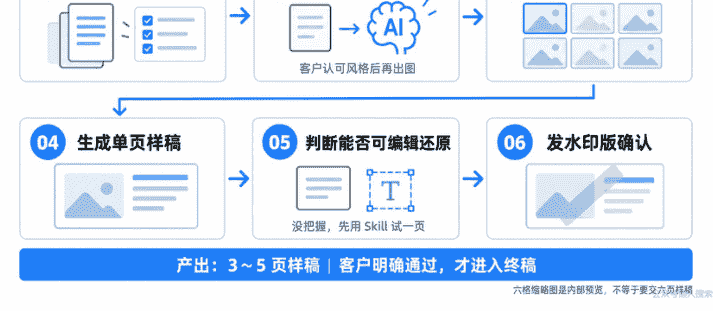 AI
客户认可风格后再出图
04 生成单页样稿
05 判断能否可编辑还原
06 发水印版确认
T
没把握，先用 Skill 试一页
产出：3～5 页样稿｜客户明确通过，才进入终稿
六格缩略图是内部预览，不等于要交六页样稿